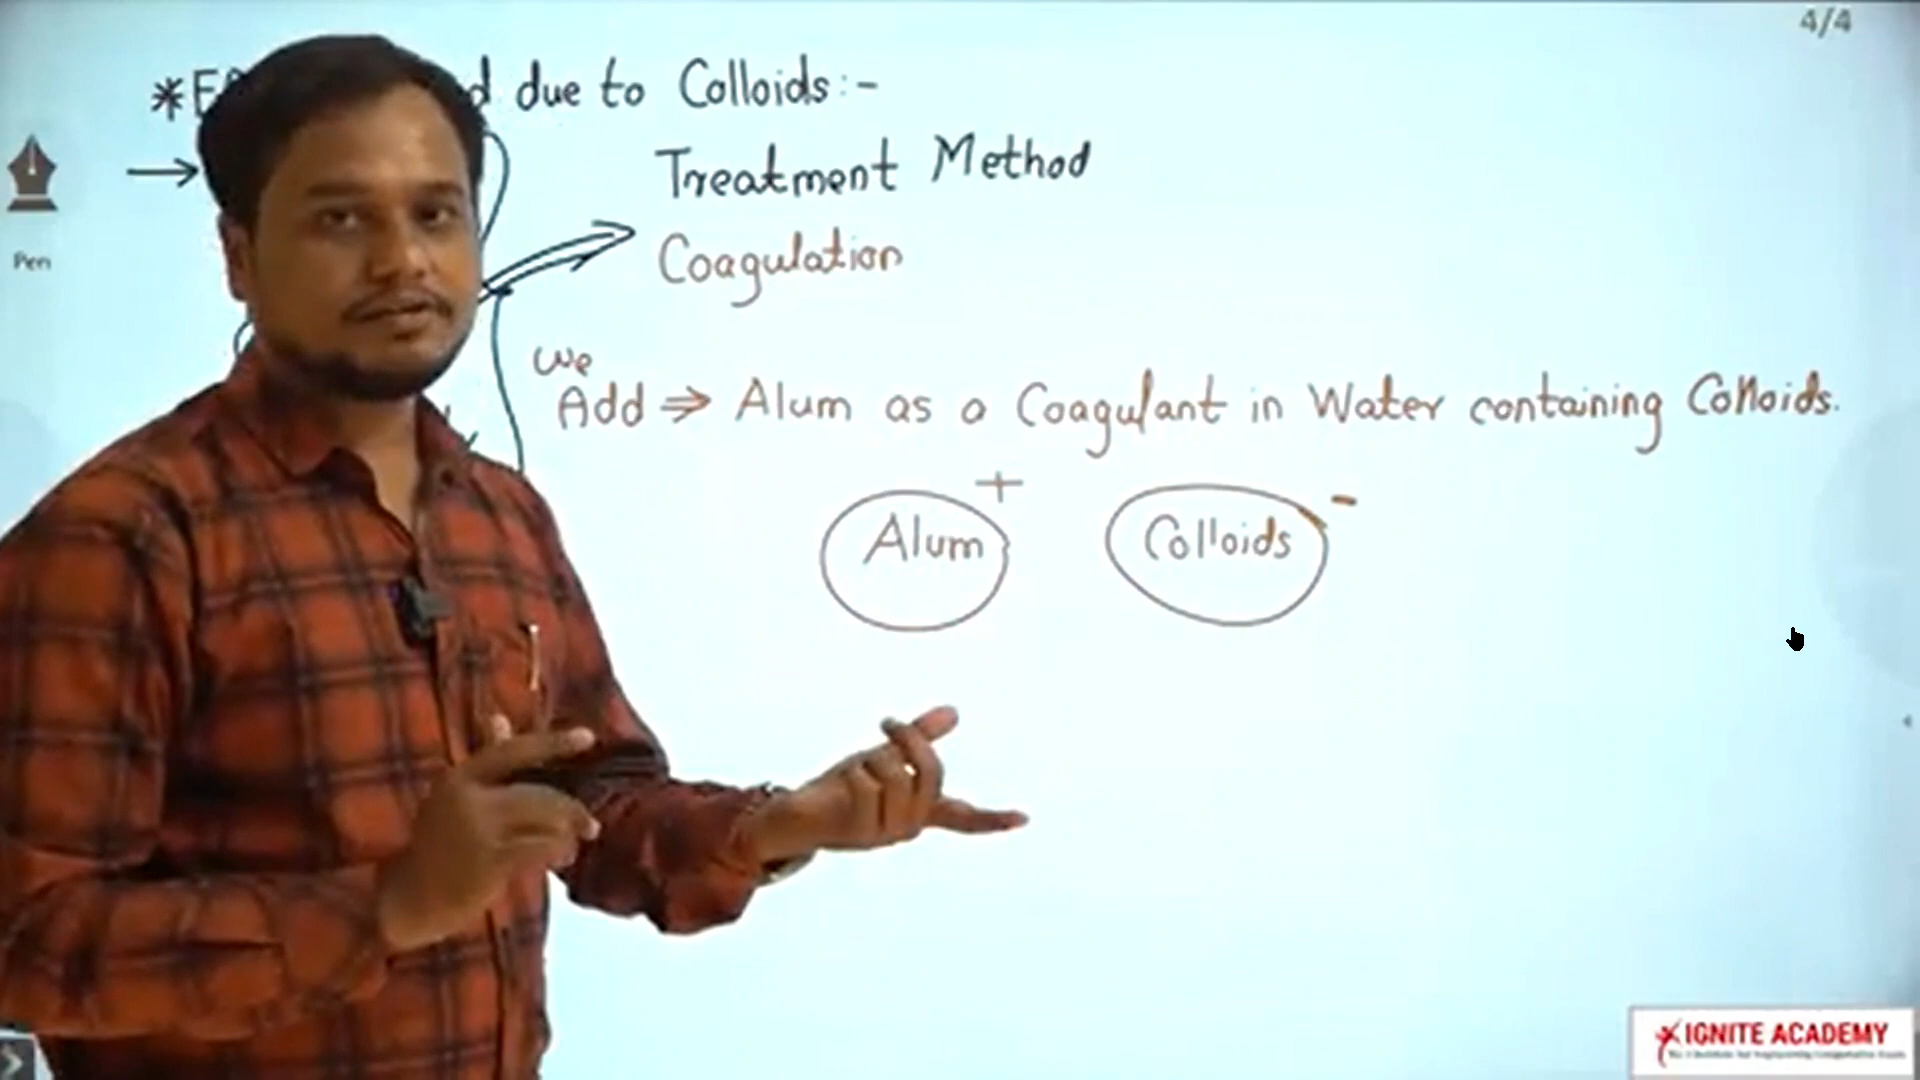 4/4
due to Colloids:-
Treatment Method
Pen
Coagulation
We
Add ⇒ Alum as a Coagulant in Water containing Colloids.
Alum + Colloids -
IGNITE ACADEMY